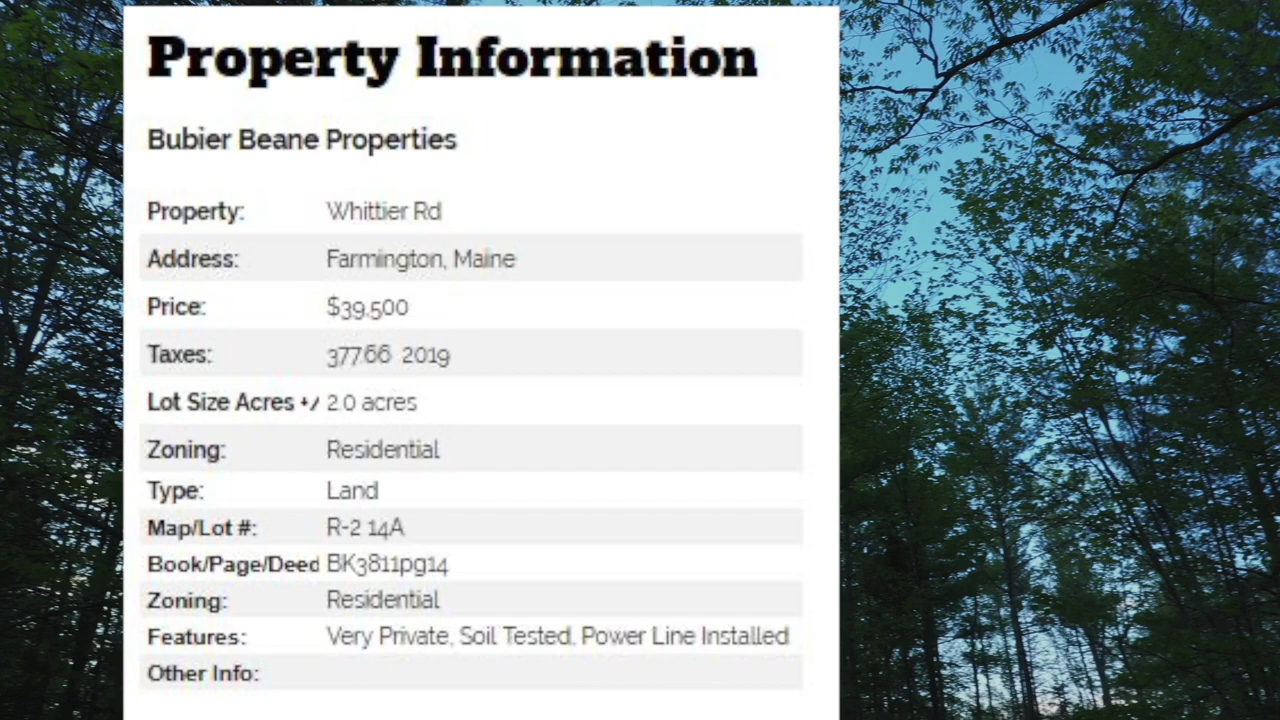 Property Information
Bubier Beane Properties
Property: Whittier Rd
Address: Farmington, Maine
Price: $39,500
Taxes: 377.66 2019
Lot Size Acres +/ 2.0 acres
Zoning: Residential
Type: Land
Map/Lot #: R-2 14A
Book/Page/Deed BK3811pg14
Zoning: Residential
Features: Very Private, Soil Tested, Power Line Installed
Other Info: